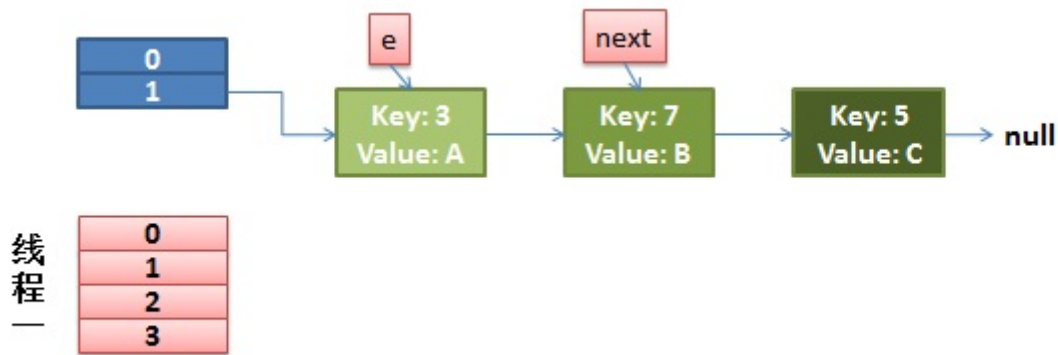 e
next
0
1
Key: 3
Value: A
Key: 7
Value: B
Key: 5
Value: C
null
线程一
0
1
2
3